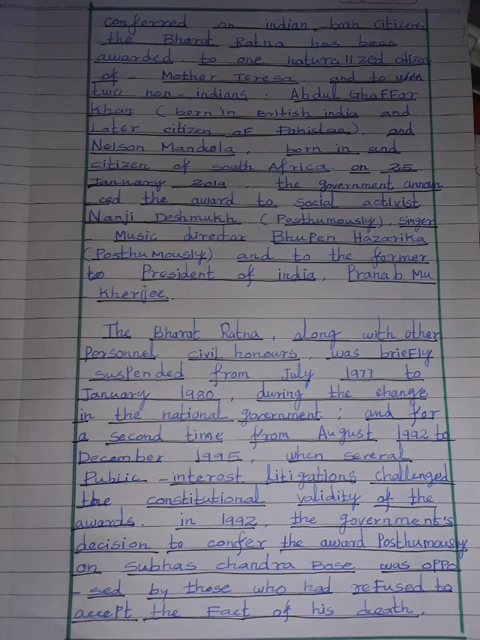 conferred on indian born citizens
the Bharat Ratna has been
awarded to one naturalized citizen
of Mother Teresa. and to wen
two non-indians. Abdul Ghaffar
Khan (born in British india and
Later citizen of Pakistan) and
Nelson Mandela, born in and
citizen of south Africa. on 25
January 2019, the government annou
ced the award to social activist
Nanji Deshmukh (Posthumously), singer
Music director Bhupen Hazarika
(Posthumously) and to the former
to President of india, Pranab Mu
Kherijee.
The Bharat Ratna, along with other
Personnel civil honours, was briefly
suspended from July 1977 to
January 1980, during the change
in the national government; and for
a second time from August 1992 to
December 1995, when several
Public-interest litigations challenged
the constitutional validity of the
awards. in 1992, the government's
decision to confer the award Posthumously
on subhas chandra Bose was oppo
-sed by those who had refused to
accept the Fact of his death.